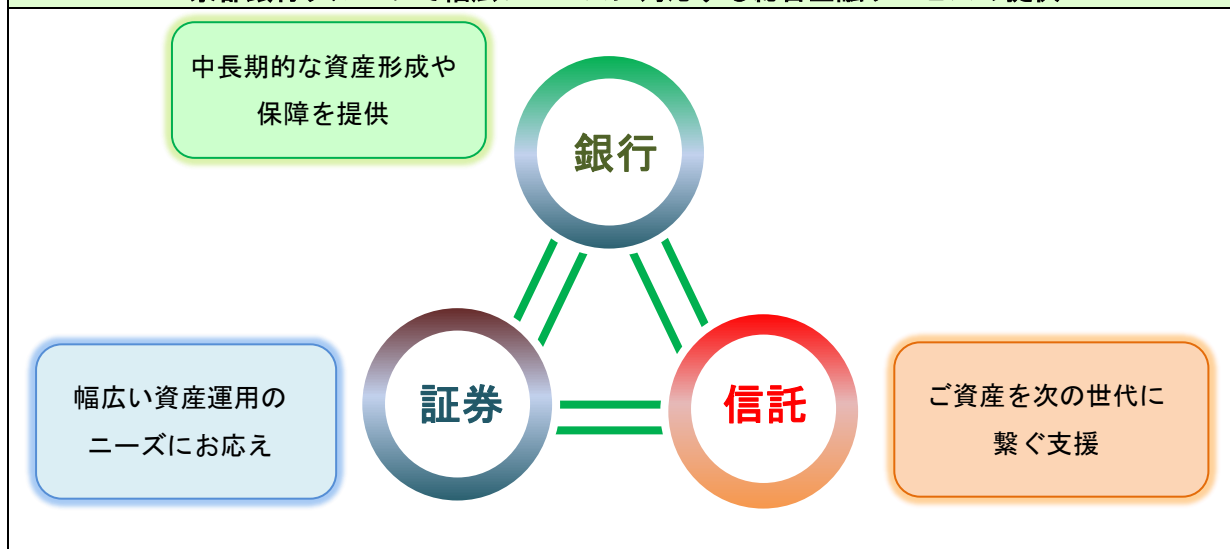 中長期的な資産形成や
保障を提供
銀行
証券
信託
幅広い資産運用の
ニーズにお応え
ご資産を次の世代に
繋ぐ支援